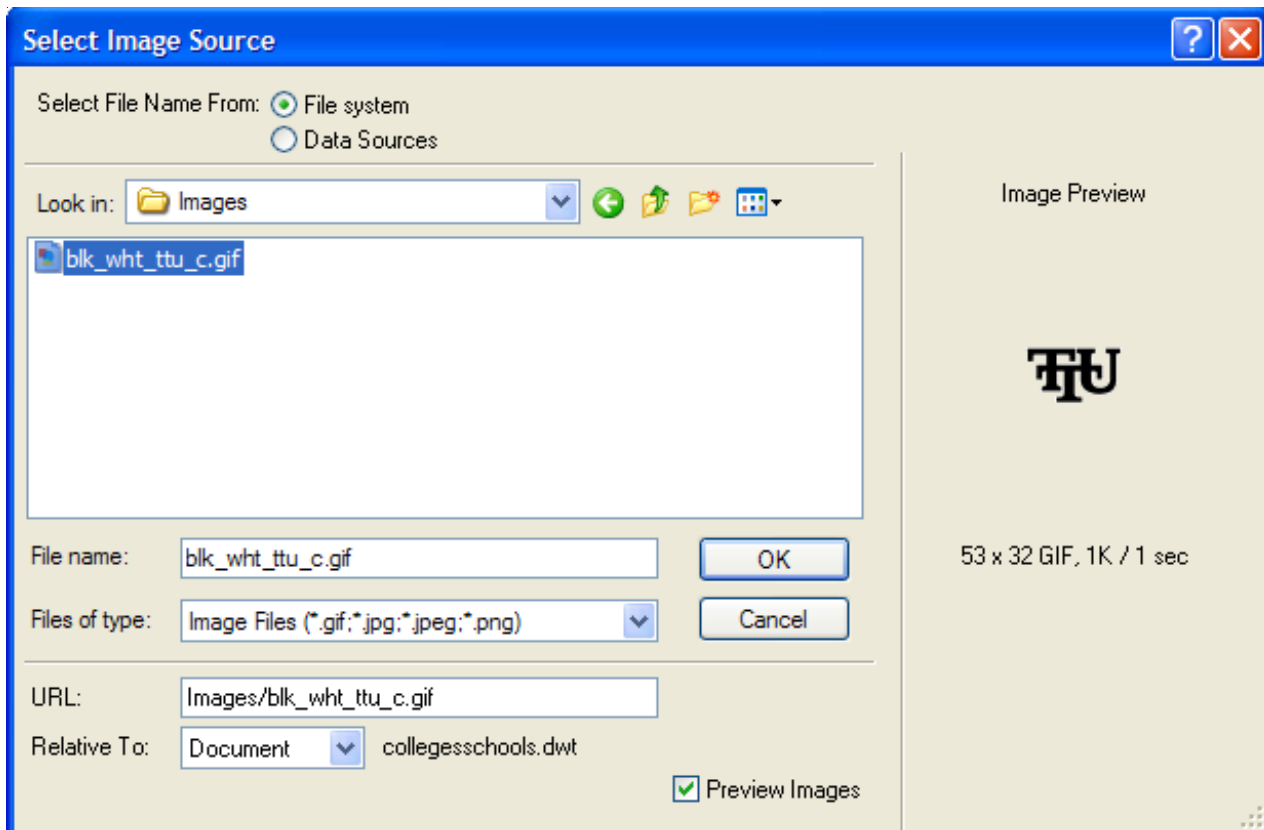 Select Image Source
Select File Name From: File system
Data Sources
Look in: Images
Image Preview
blk_wht_ttu_c.gif
TTU
File name: blk_wht_ttu_c.gif OK
53 x 32 GIF, 1K / 1 sec
Files of type: Image Files (*.gif;*.jpg;*.jpeg;*.png) Cancel
URL: Images/blk_wht_ttu_c.gif
Relative To: Document collegesschools.dwt
Preview Images